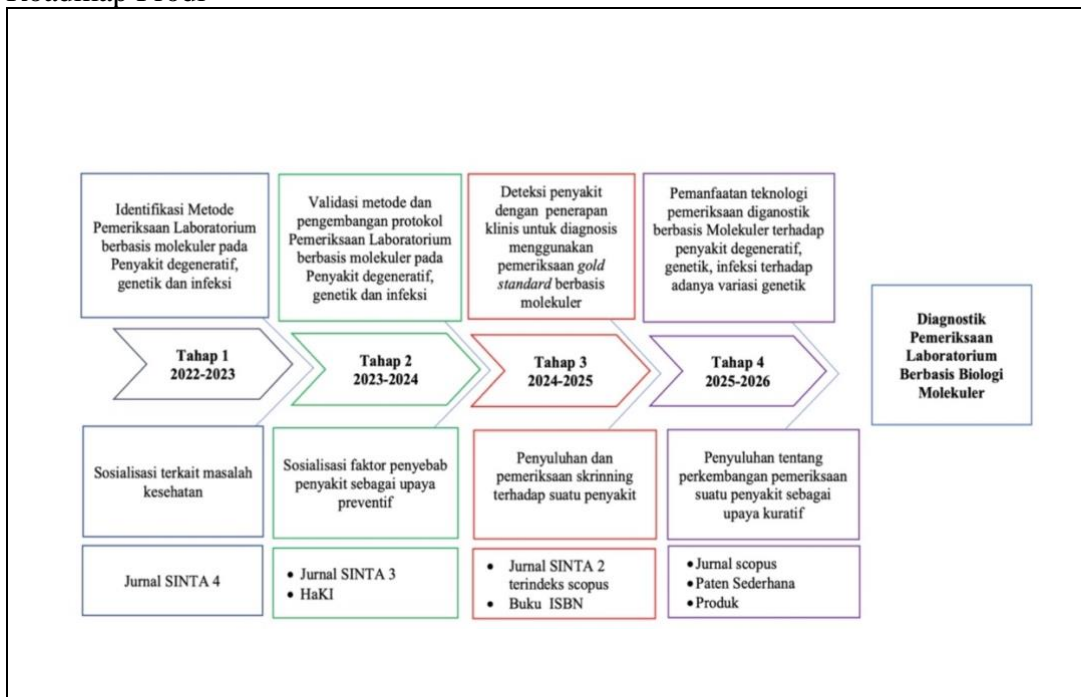 Roadmap Prodi
Identifikasi Metode
Pemeriksaan Laboratorium
berbasis molekuler pada
Penyakit degeneratif,
genetik dan infeksi
Validasi metode dan
pengembangan protokol
Pemeriksaan Laboratorium
berbasis molekuler pada
Penyakit degeneratif,
genetik dan infeksi
Deteksi penyakit
dengan penerapan
klinis untuk diagnosis
menggunakan
pemeriksaan gold
standard berbasis
molekuler
Pemanfaatan teknologi
pemeriksaan diganostik
berbasis Molekuler terhadap
penyakit degeneratif,
genetik, infeksi terhadap
adanya variasi genetik
Tahap 1
2022-2023
Tahap 2
2023-2024
Tahap 3
2024-2025
Tahap 4
2025-2026
Diagnostik
Pemeriksaan
Laboratorium
Berbasis Biologi
Molekuler
Sosialisasi terkait masalah
kesehatan
Sosialisasi faktor penyebab
penyakit sebagai upaya
preventif
Penyuluhan dan
pemeriksaan skrinning
terhadap suatu penyakit
Penyuluhan tentang
perkembangan pemeriksaan
suatu penyakit sebagai
upaya kuratif
Jurnal SINTA 4
• Jurnal SINTA 3
• HaKI
• Jurnal SINTA 2
terindeks scopus
• Buku ISBN
• Jurnal scopus
• Paten Sederhana
• Produk